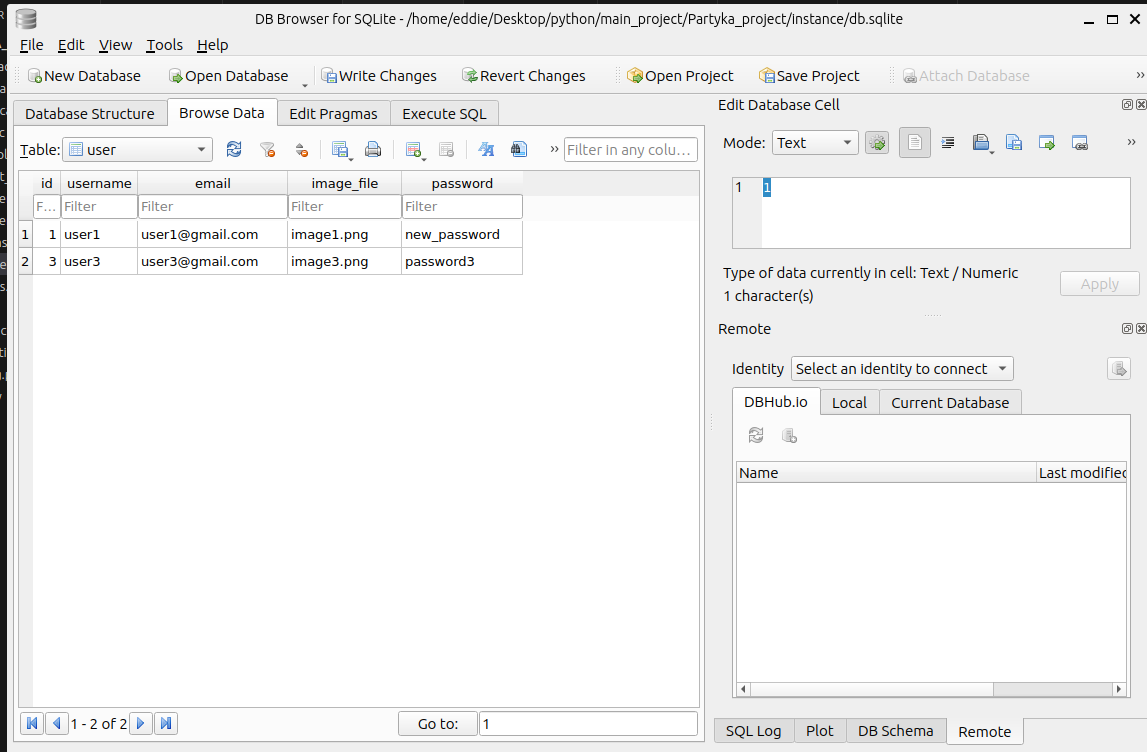 DB Browser for SQLite - /home/eddie/Desktop/python/main_project/Partyka_project/instance/db.sqlite
File Edit View Tools Help
New Database Open Database Write Changes Revert Changes Open Project Save Project Attach Database »
Database Structure Browse Data Edit Pragmas Execute SQL
Table: user » Filter in any colu...
id username email image_file password
F... Filter Filter Filter Filter
1 1 user1 user1@gmail.com image1.png new_password
2 3 user3 user3@gmail.com image3.png password3
1 - 2 of 2 Go to: 1
Edit Database Cell
Mode: Text »
1 1
Type of data currently in cell: Text / Numeric
1 character(s)
Apply
Remote
Identity Select an identity to connect
DBHub.io Local Current Database
Name Last modified
SQL Log Plot DB Schema Remote